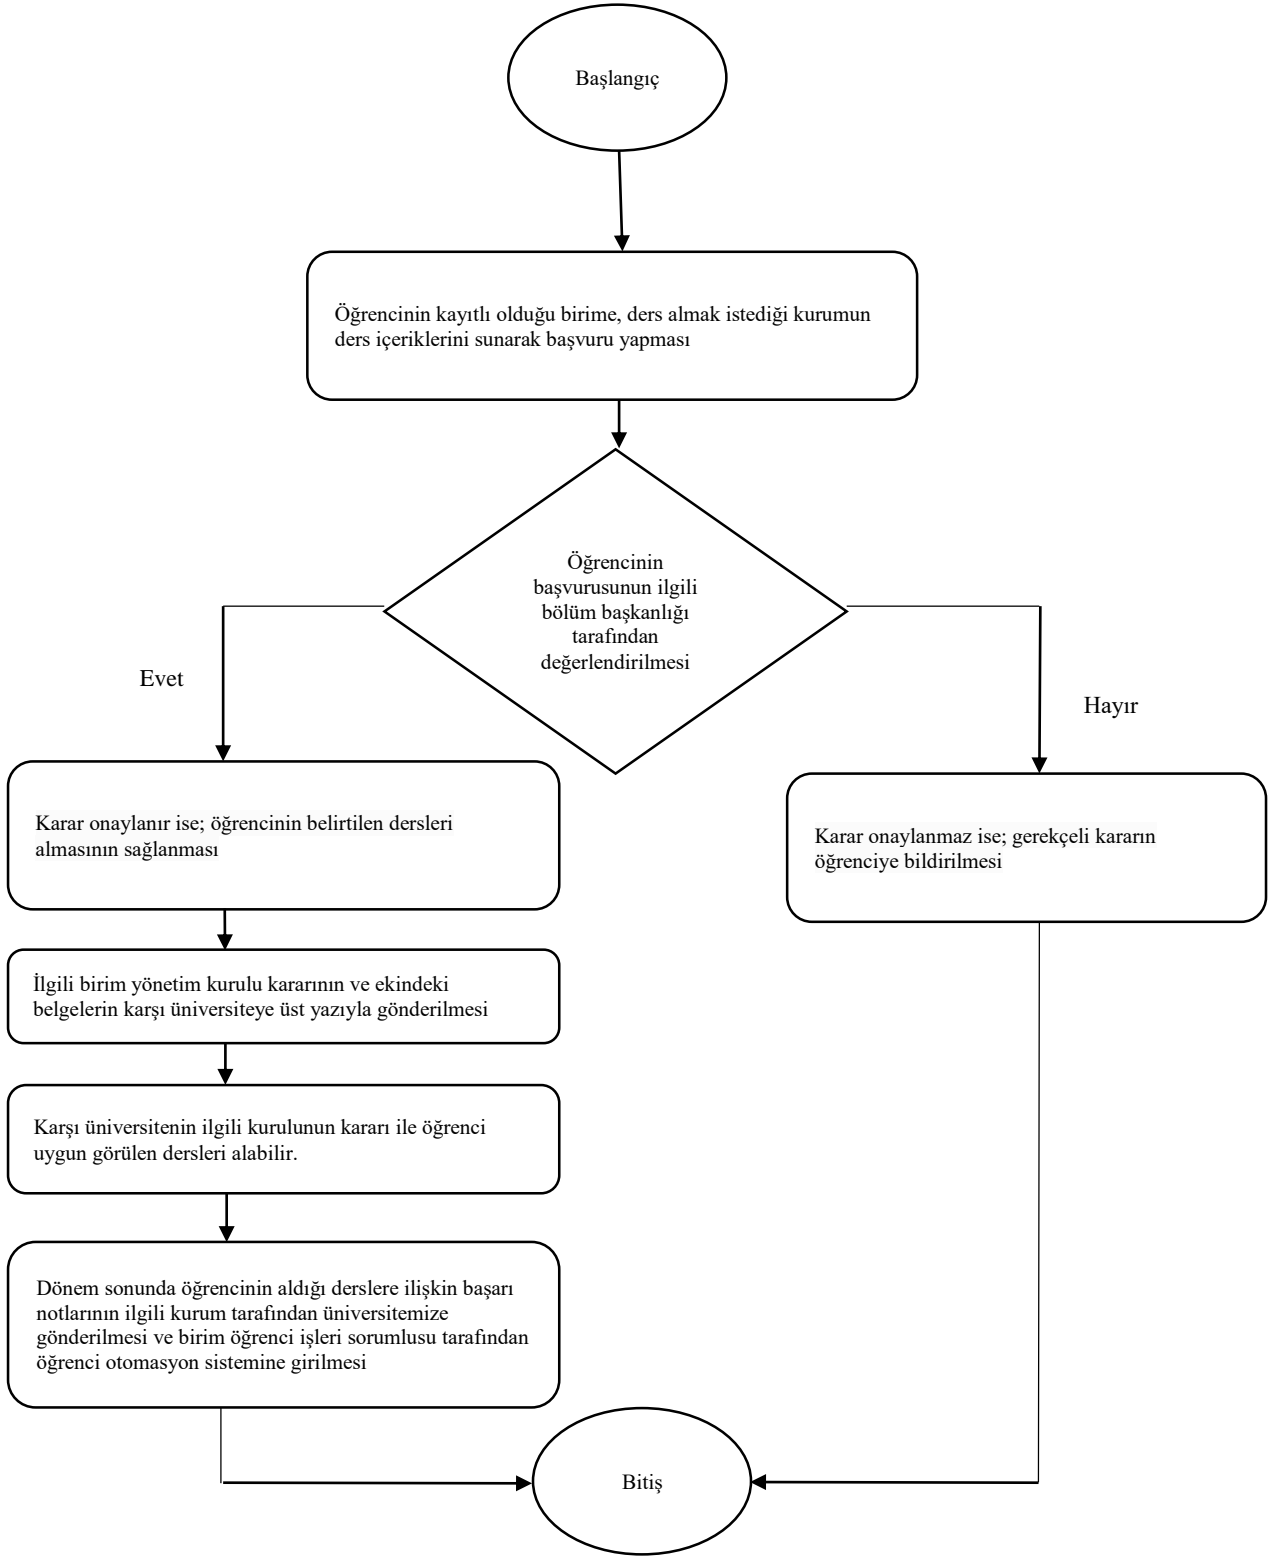 Başlangıç
Öğrencinin kayıtlı olduğu birime, ders almak istediği kurumun
ders içeriklerini sunarak başvuru yapması
Öğrencinin
başvurusunun ilgili
bölüm başkanlığı
tarafından
değerlendirilmesi
Evet
Hayır
Karar onaylanır ise; öğrencinin belirtilen dersleri
almasının sağlanması
Karar onaylanmaz ise; gerekçeli kararın
öğrenciye bildirilmesi
İlgili birim yönetim kurulu kararının ve ekindeki
belgelerin karşı üniversiteye üst yazıyla gönderilmesi
Karşı üniversitenin ilgili kurulunun kararı ile öğrenci
uygun görülen dersleri alabilir.
Dönem sonunda öğrencinin aldığı derslere ilişkin başarı
notlarının ilgili kurum tarafından üniversitemize
gönderilmesi ve birim öğrenci işleri sorumlusu tarafından
öğrenci otomasyon sistemine girilmesi
Bitiş